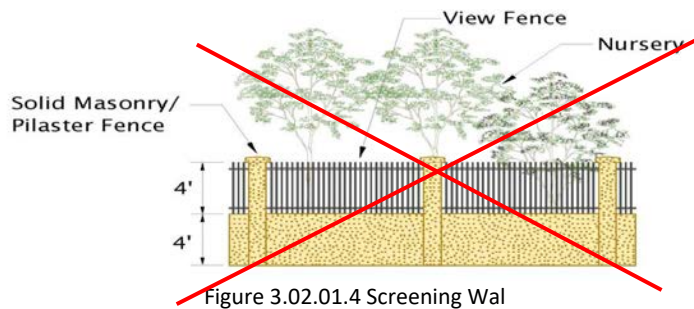 View Fence
Nursery
Solid Masonry/
Pilaster Fence
4'
4'
Figure 3.02.01.4 Screening Wal